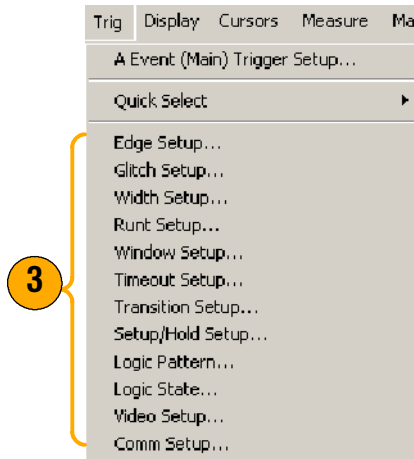 Trig Display Cursors Measure Ma
A Event (Main) Trigger Setup...
Quick Select
Edge Setup...
Glitch Setup...
Width Setup...
Runt Setup...
Window Setup...
3
Timeout Setup...
Transition Setup...
Setup/Hold Setup...
Logic Pattern...
Logic State...
Video Setup...
Comm Setup...